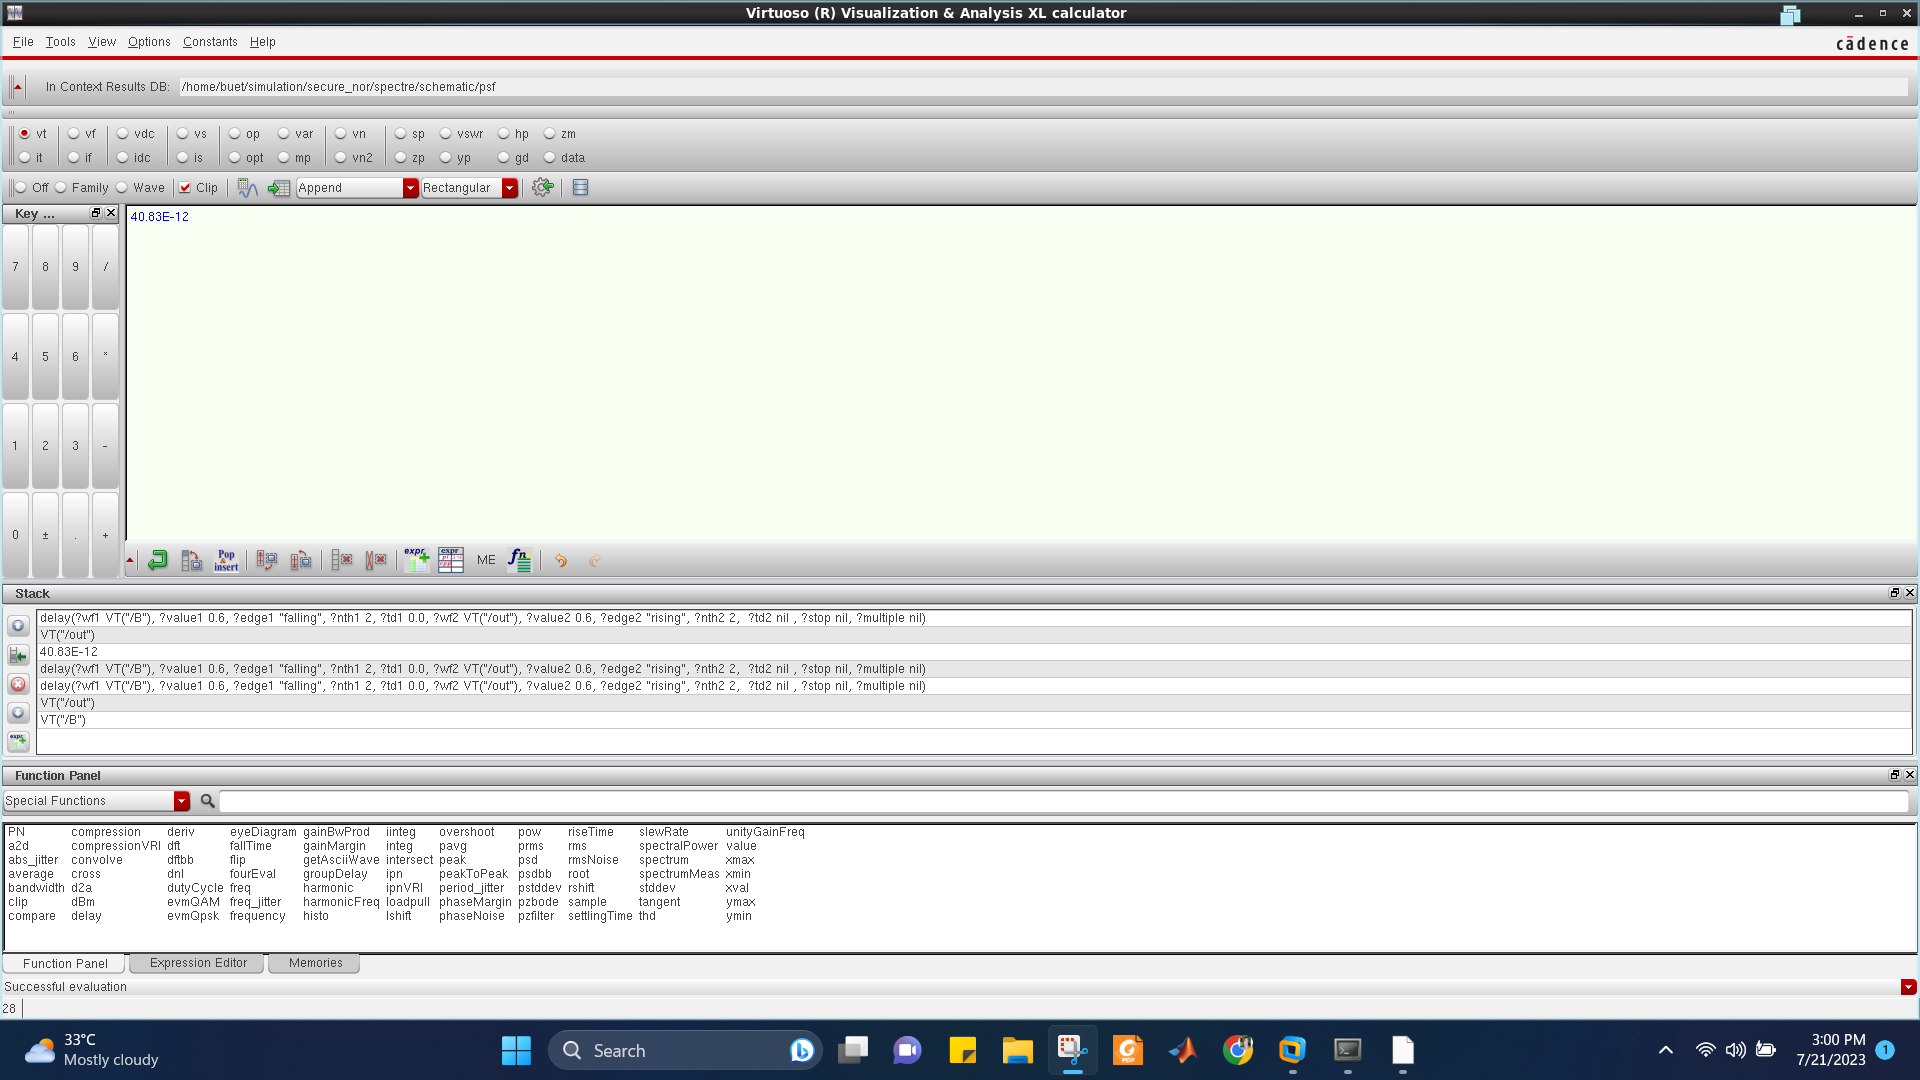 Virtuoso (R) Visualization & Analysis XL calculator
File Tools View Options Constants Help
cādence
In Context Results DB: /home/buet/simulation/secure_nor/spectre/schematic/psf
vt vf vdc vs op var vn sp vswr hp zm
it if idc is opt mp vn2 zp yp gd data
Off Family Wave Clip Append Rectangular
Key ...
40.83E-12
7 8 9 /
4 5 6 *
1 2 3 -
0 ± . +
Pop & insert expr expr ME fn
Stack
delay(?wf1 VT("/B"), ?value1 0.6, ?edge1 "falling", ?nth1 2, ?td1 0.0, ?wf2 VT("/out"), ?value2 0.6, ?edge2 "rising", ?nth2 2,  ?td2 nil , ?stop nil, ?multiple nil)
VT("/out")
40.83E-12
delay(?wf1 VT("/B"), ?value1 0.6, ?edge1 "falling", ?nth1 2, ?td1 0.0, ?wf2 VT("/out"), ?value2 0.6, ?edge2 "rising", ?nth2 2,  ?td2 nil , ?stop nil, ?multiple nil)
delay(?wf1 VT("/B"), ?value1 0.6, ?edge1 "falling", ?nth1 2, ?td1 0.0, ?wf2 VT("/out"), ?value2 0.6, ?edge2 "rising", ?nth2 2,  ?td2 nil , ?stop nil, ?multiple nil)
VT("/out")
VT("/B")
expr
Function Panel
Special Functions
PN compression deriv eyeDiagram gainBwProd iinteg overshoot pow riseTime slewRate unityGainFreq
a2d compressionVRI dft fallTime gainMargin integ pavg prms rms spectralPower value
abs_jitter convolve dftbb flip getAsciiWave intersect peak psd rmsNoise spectrum xmax
average cross dnl fourEval groupDelay ipn peakToPeak psdbb root spectrumMeas xmin
bandwidth d2a dutyCycle freq harmonic ipnVRI period_jitter pstddev rshift stddev xval
clip dBm evmQAM freq_jitter harmonicFreq loadpull phaseMargin pzbode sample tangent ymax
compare delay evmQpsk frequency histo lshift phaseNoise pzfilter settlingTime thd ymin
Function Panel Expression Editor Memories
Successful evaluation
28
33°C
Mostly cloudy
Search
PDF
3:00 PM
7/21/2023
1